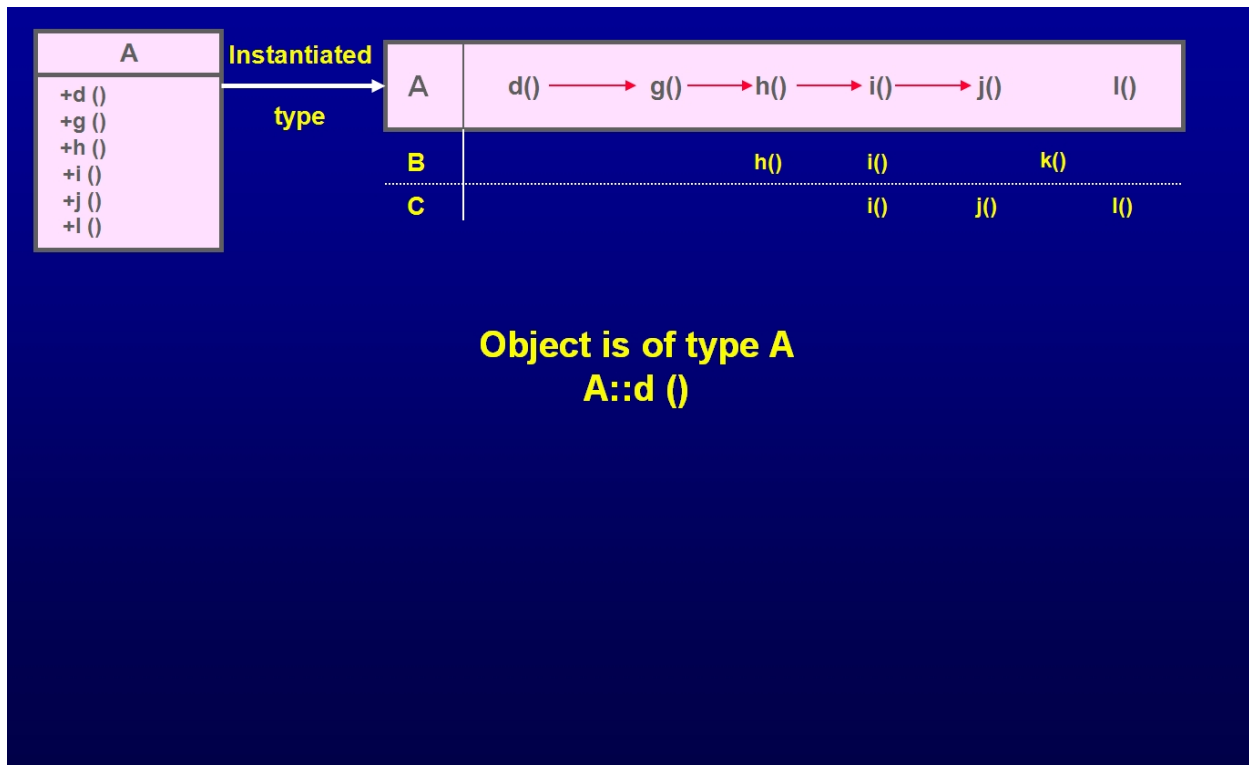 A
+d ()
+g ()
+h ()
+i ()
+j ()
+l ()
Instantiated
type
A d() g() h() i() j() l()
B h() i() k()
C i() j() l()
Object is of type A
A::d ()